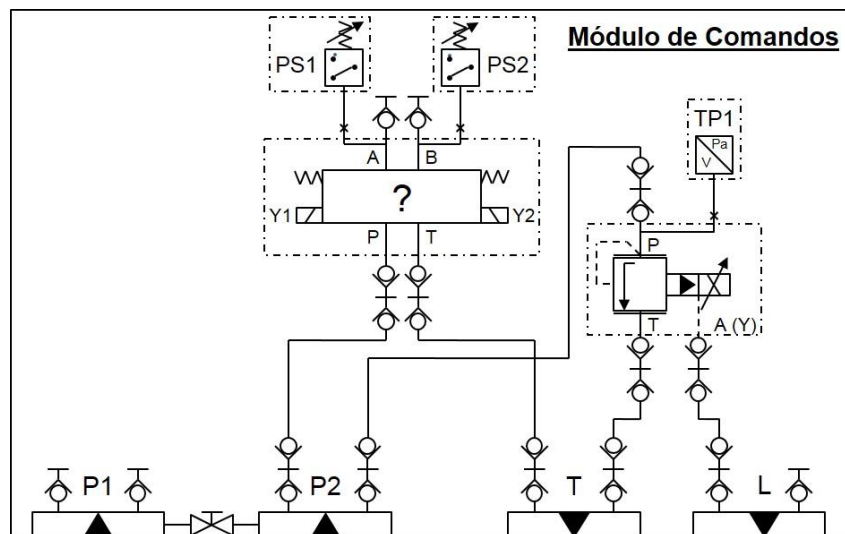 Módulo de Comandos
PS1
PS2
TP1
Pa
V
A
B
Y1
?
Y2
P
T
P
T
A (Y)
P1
P2
T
L